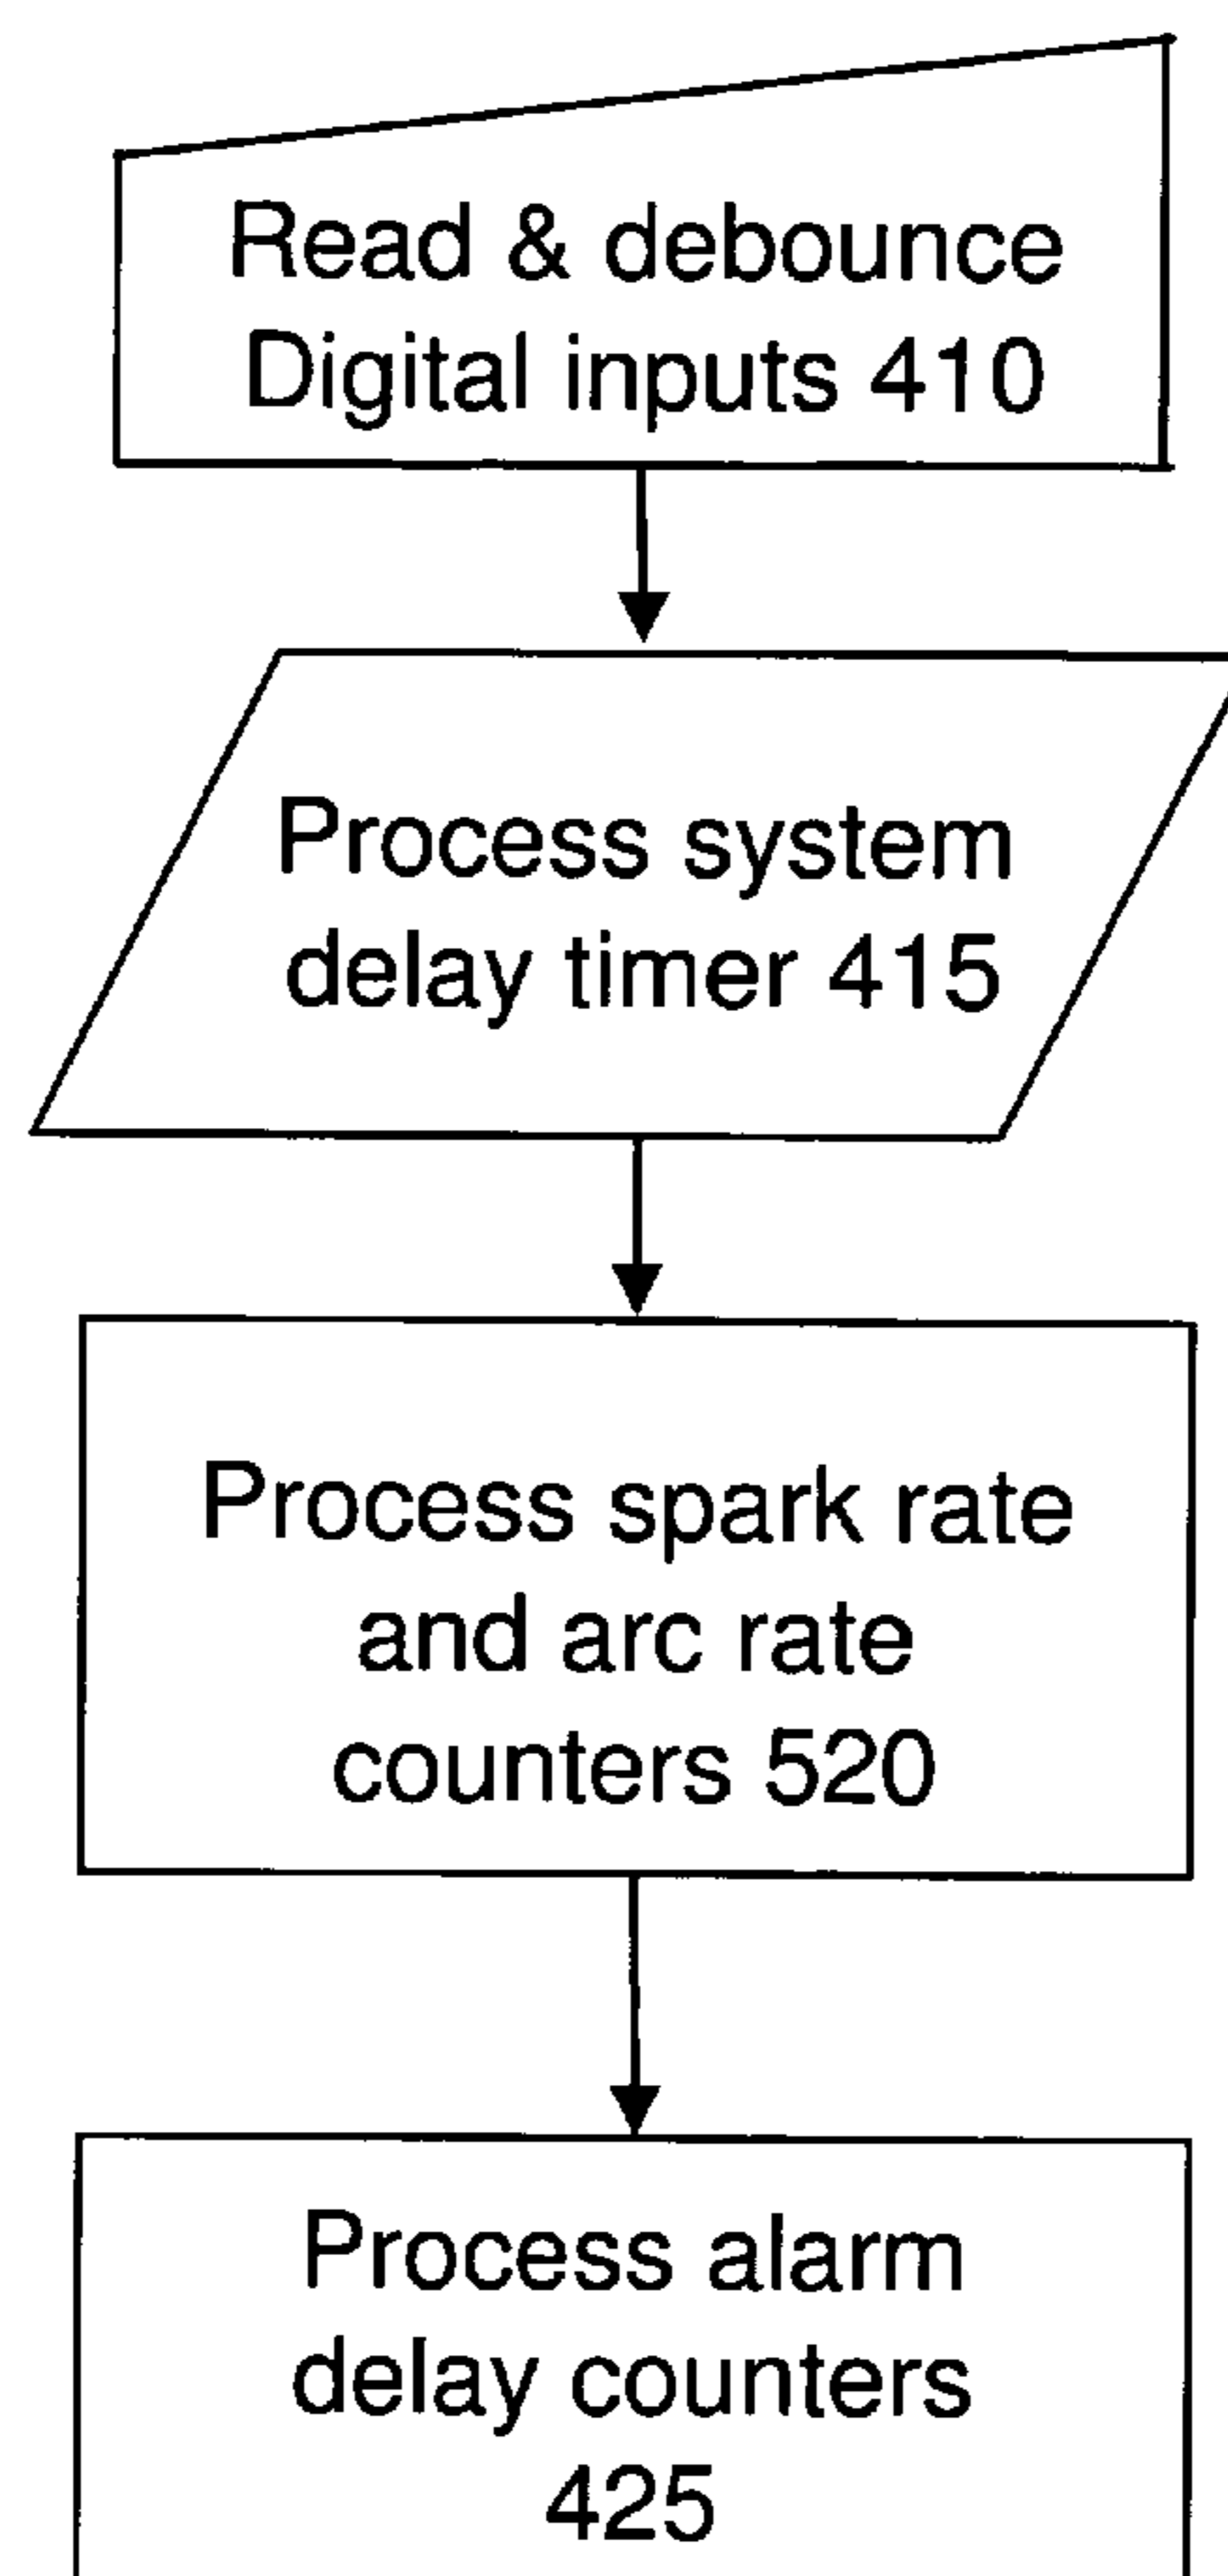 Read & debounce
Digital inputs 410
Process system
delay timer 415
Process spark rate
and arc rate
counters 520
Process alarm
delay counters
425